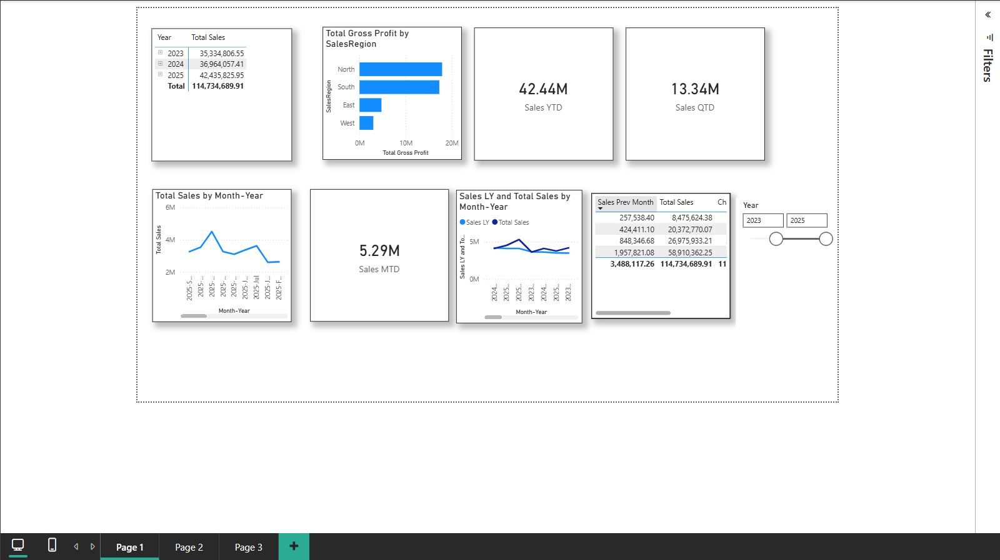 Year Total Sales
2023 35,334,806.55
2024 36,964,057.41
2025 42,435,825.95
Total 114,734,689.91
Total Gross Profit by
SalesRegion
SalesRegion
North
South
East
West
0M 10M 20M
Total Gross Profit
42.44M
Sales YTD
13.34M
Sales QTD
Total Sales by Month-Year
Total Sales
6M
4M
2M
2025-S...
2025-...
2025-...
2025-...
2025-...
2025-J...
2025-Jul
2025-J...
2025-F...
Month-Year
5.29M
Sales MTD
Sales LY and Total Sales by
Month-Year
Sales LY Total Sales
Sales LY and To...
5M
0M
2024...
2025...
2025...
2023...
2024...
2025...
2023...
Month-Year
Sales Prev Month Total Sales Ch
257,538.40 8,475,624.38
424,411.10 20,372,770.07
848,346.68 26,975,933.21
1,957,821.08 58,910,362.25
3,488,117.26 114,734,689.91 11
Year
2023 2025
Filters
Page 1 Page 2 Page 3 +